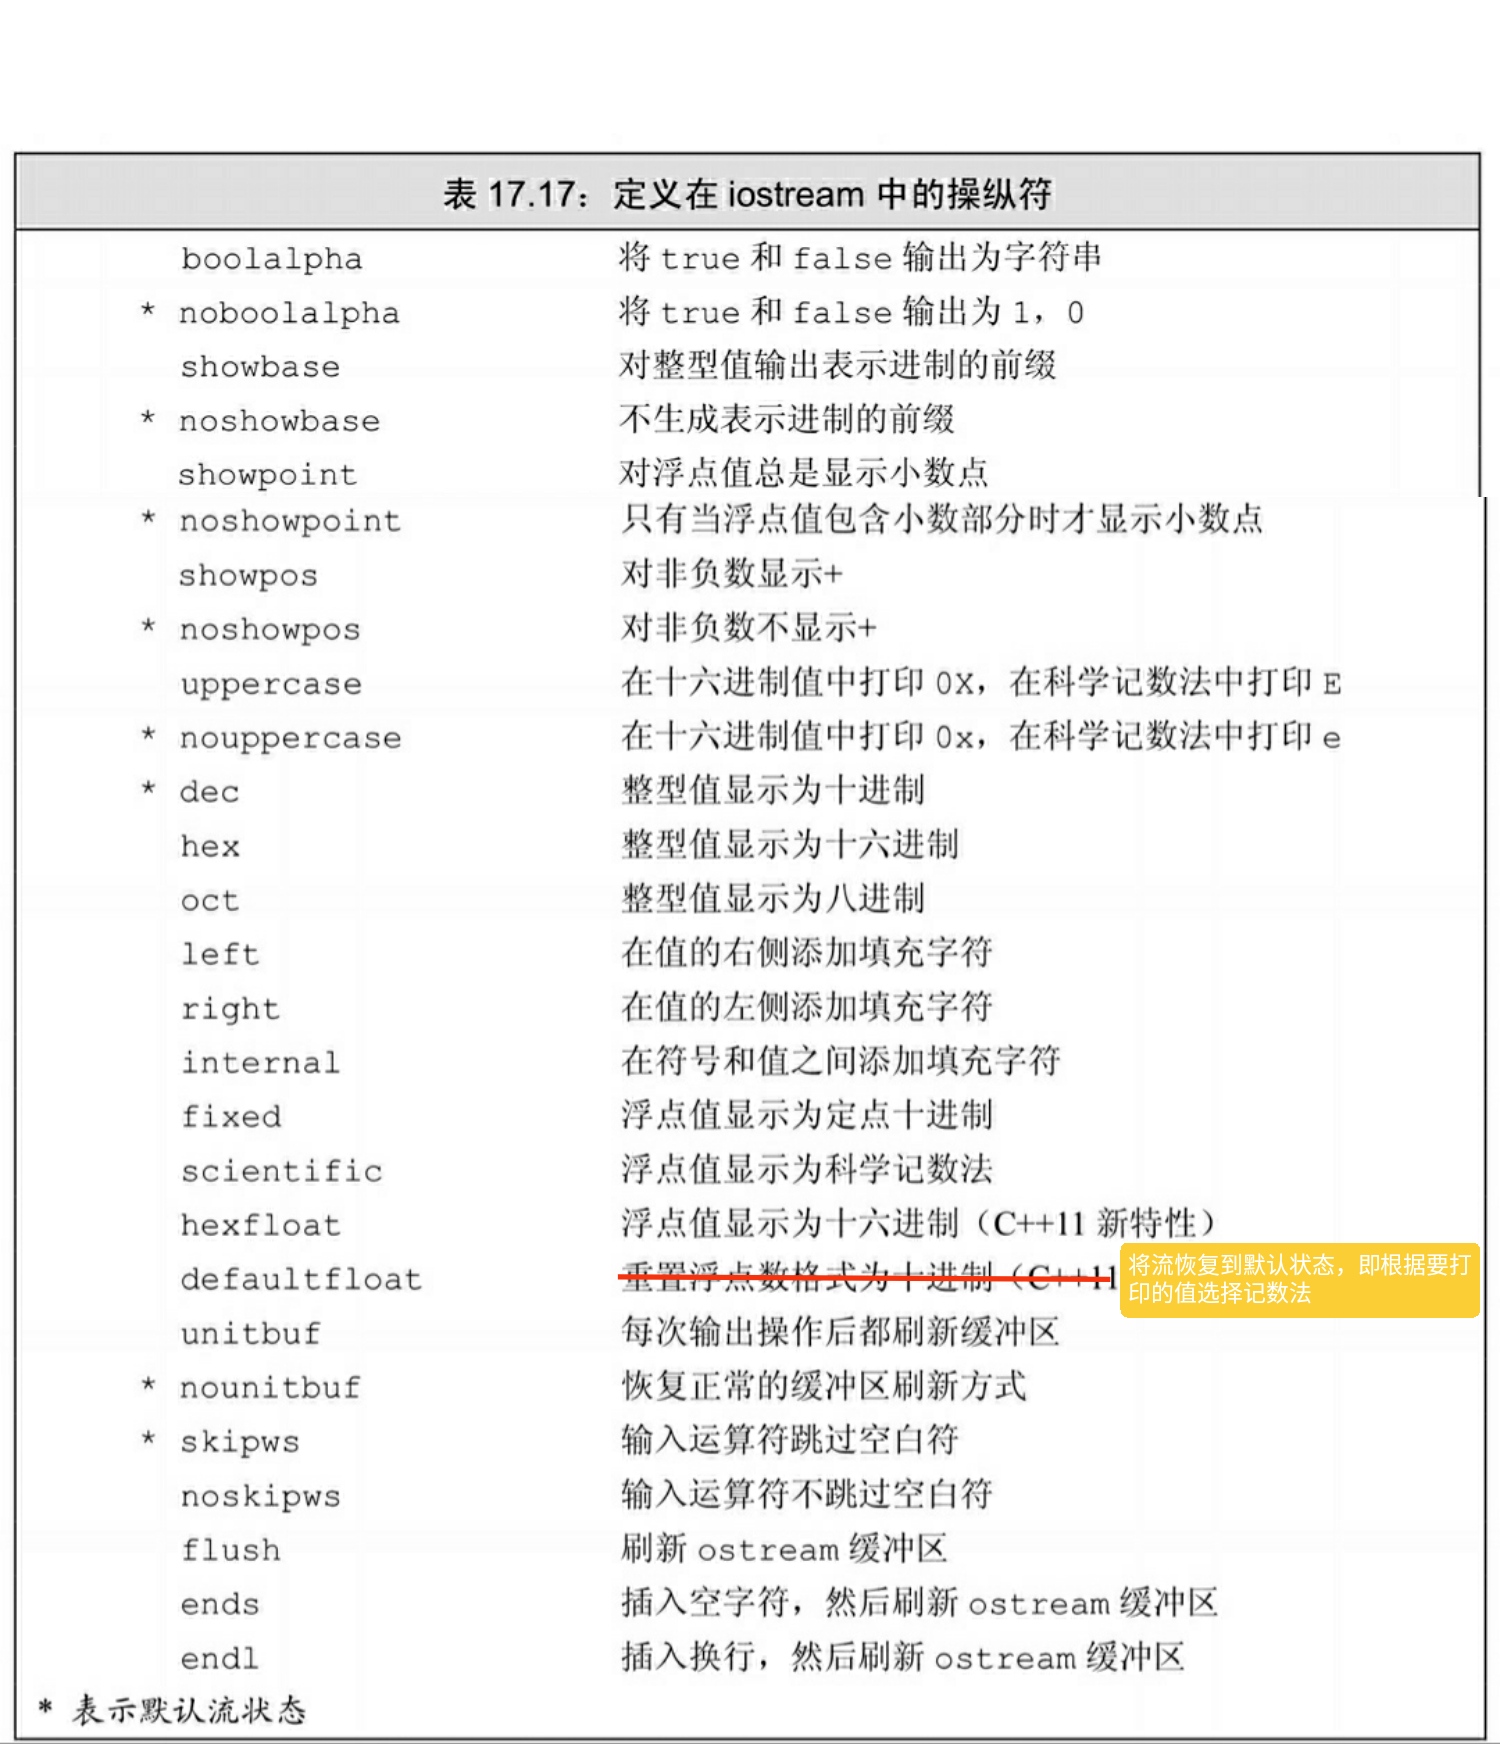 表 17.17：定义在 iostream 中的操纵符
boolalpha 将 true 和 false 输出为字符串
* noboolalpha 将 true 和 false 输出为 1，0
showbase 对整型值输出表示进制的前缀
* noshowbase 不生成表示进制的前缀
showpoint 对浮点值总是显示小数点
* noshowpoint 只有当浮点值包含小数部分时才显示小数点
showpos 对非负数显示+
* noshowpos 对非负数不显示+
uppercase 在十六进制值中打印 0X，在科学记数法中打印 E
* nouppercase 在十六进制值中打印 0x，在科学记数法中打印 e
* dec 整型值显示为十进制
hex 整型值显示为十六进制
oct 整型值显示为八进制
left 在值的右侧添加填充字符
right 在值的左侧添加填充字符
internal 在符号和值之间添加填充字符
fixed 浮点值显示为定点十进制
scientific 浮点值显示为科学记数法
hexfloat 浮点值显示为十六进制（C++11 新特性）
defaultfloat 重置浮点数格式为十进制（C++11
将流恢复到默认状态，即根据要打
印的值选择记数法
unitbuf 每次输出操作后都刷新缓冲区
* nounitbuf 恢复正常的缓冲区刷新方式
* skipws 输入运算符跳过空白符
noskipws 输入运算符不跳过空白符
flush 刷新 ostream 缓冲区
ends 插入空字符，然后刷新 ostream 缓冲区
endl 插入换行，然后刷新 ostream 缓冲区
* 表示默认流状态